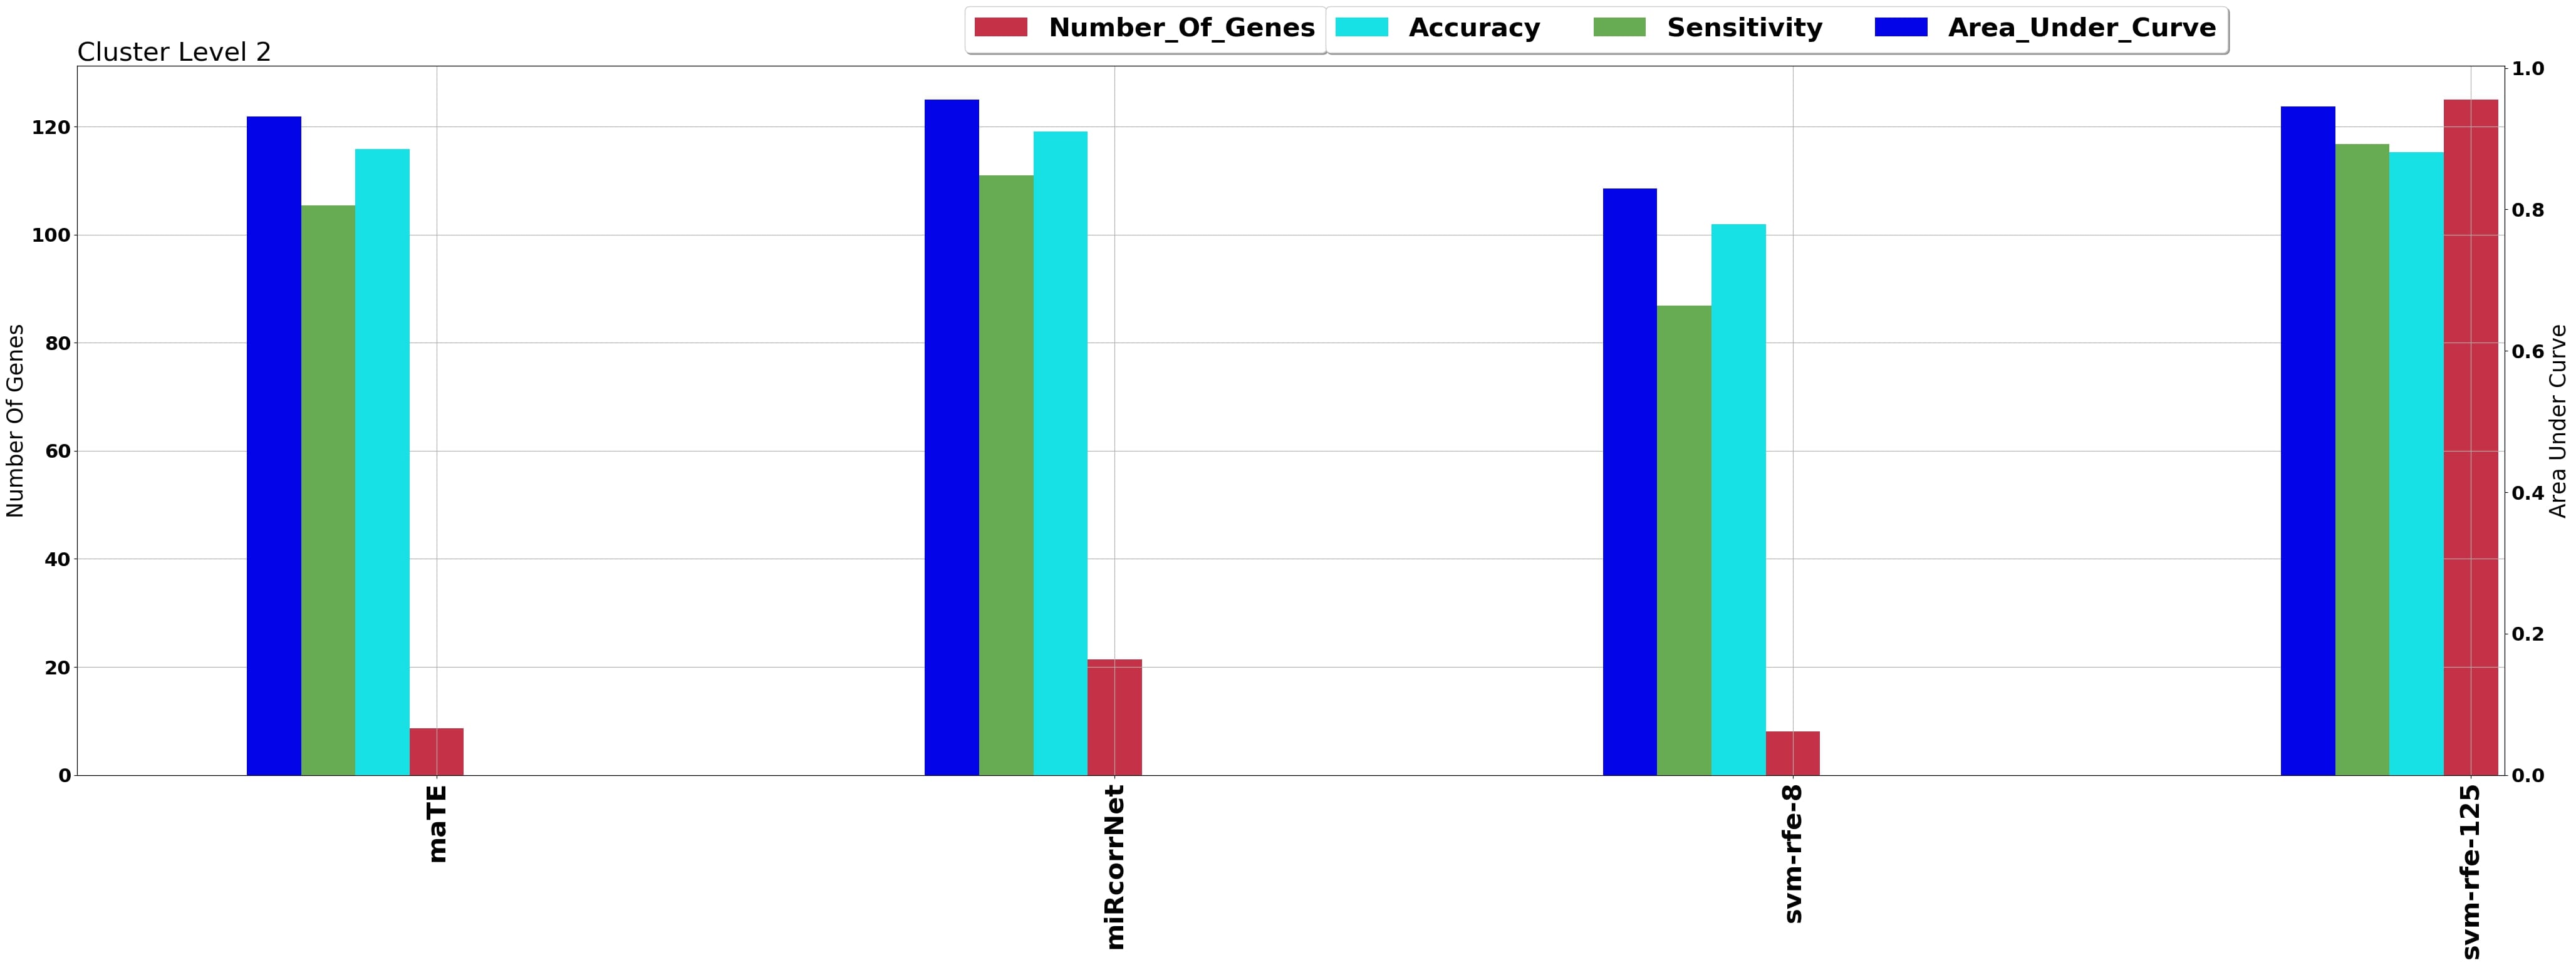 Number_Of_Genes
Accuracy
Sensitivity
Area_Under_Curve
Cluster Level 2
Number Of Genes
120
100
80
60
40
20
0
1.0
0.8
0.6
0.4
0.2
0.0
Area Under Curve
maTE
miRcorrNet
svm-rfe-8
svm-rfe-125